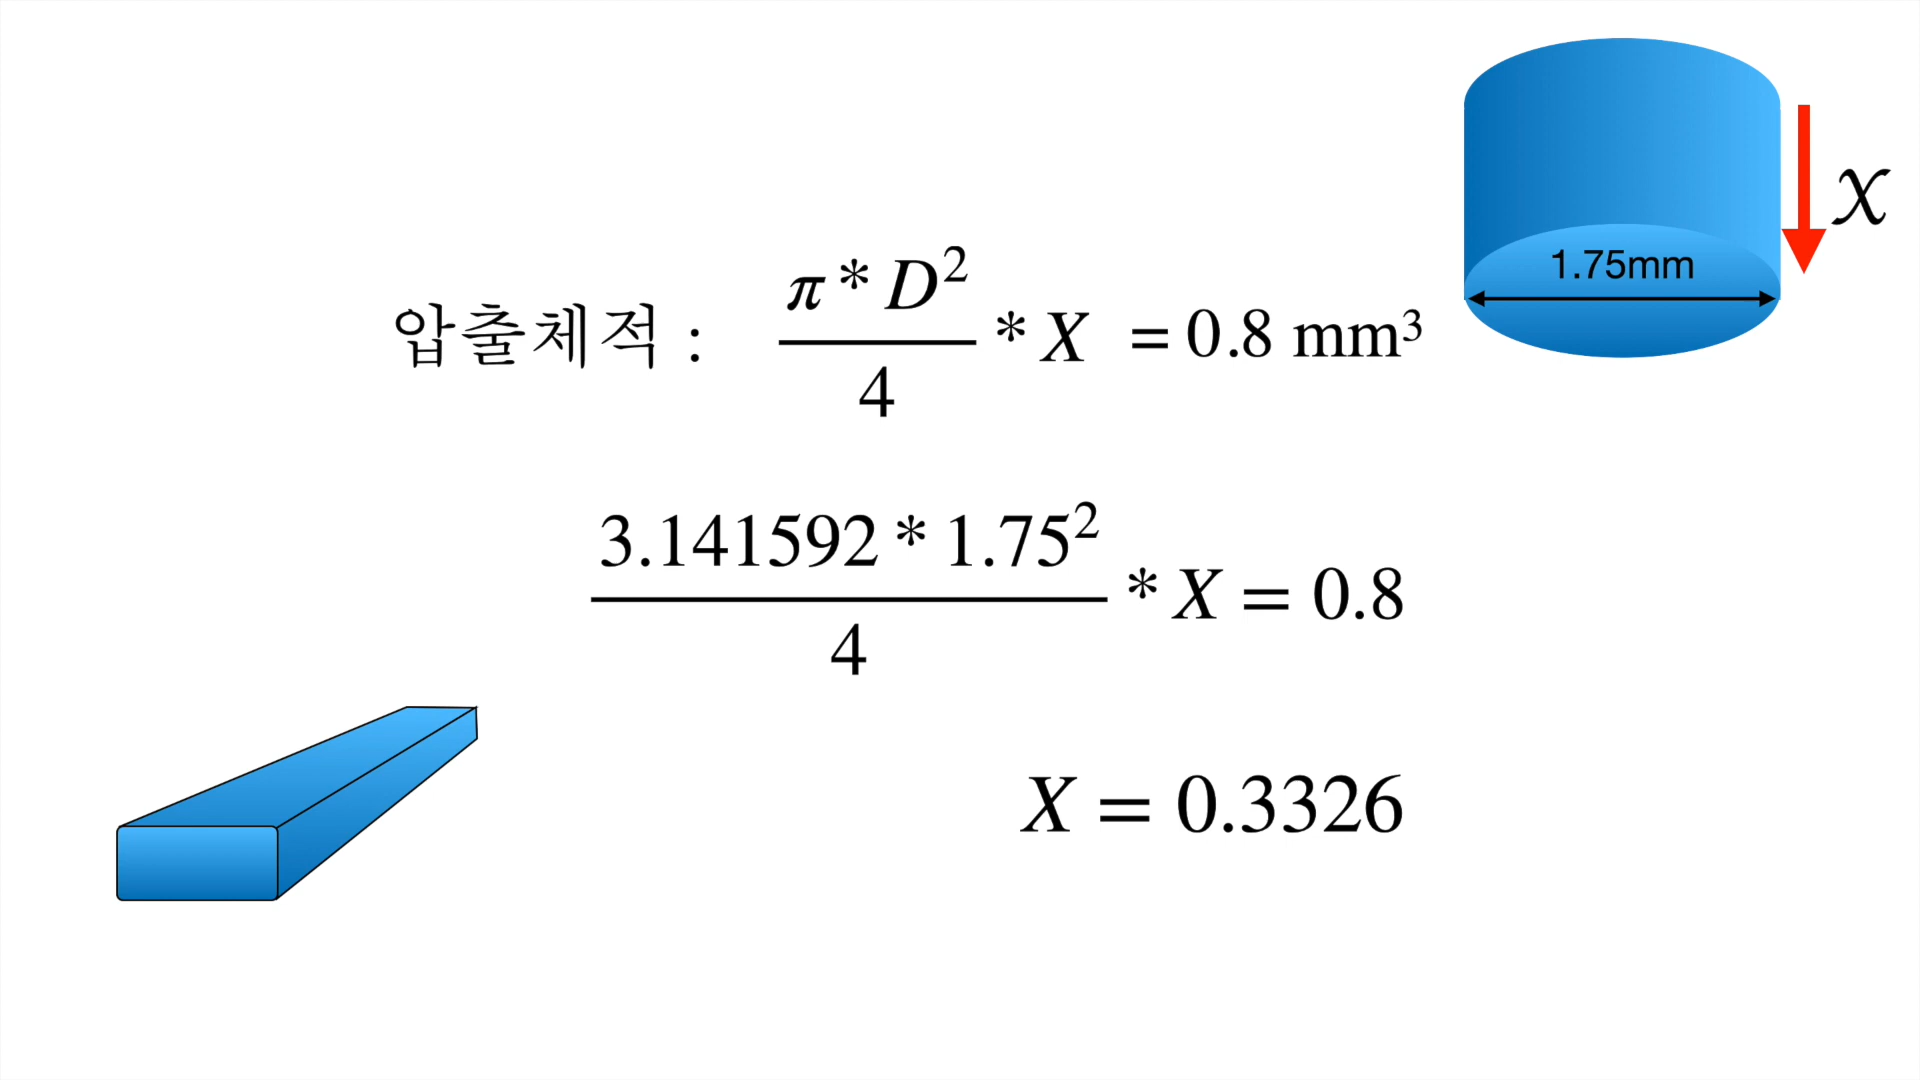 1.75mm
x
압출체적 : π * D² / 4 * X = 0.8 mm³
3.141592 * 1.75² / 4 * X = 0.8
X = 0.3326